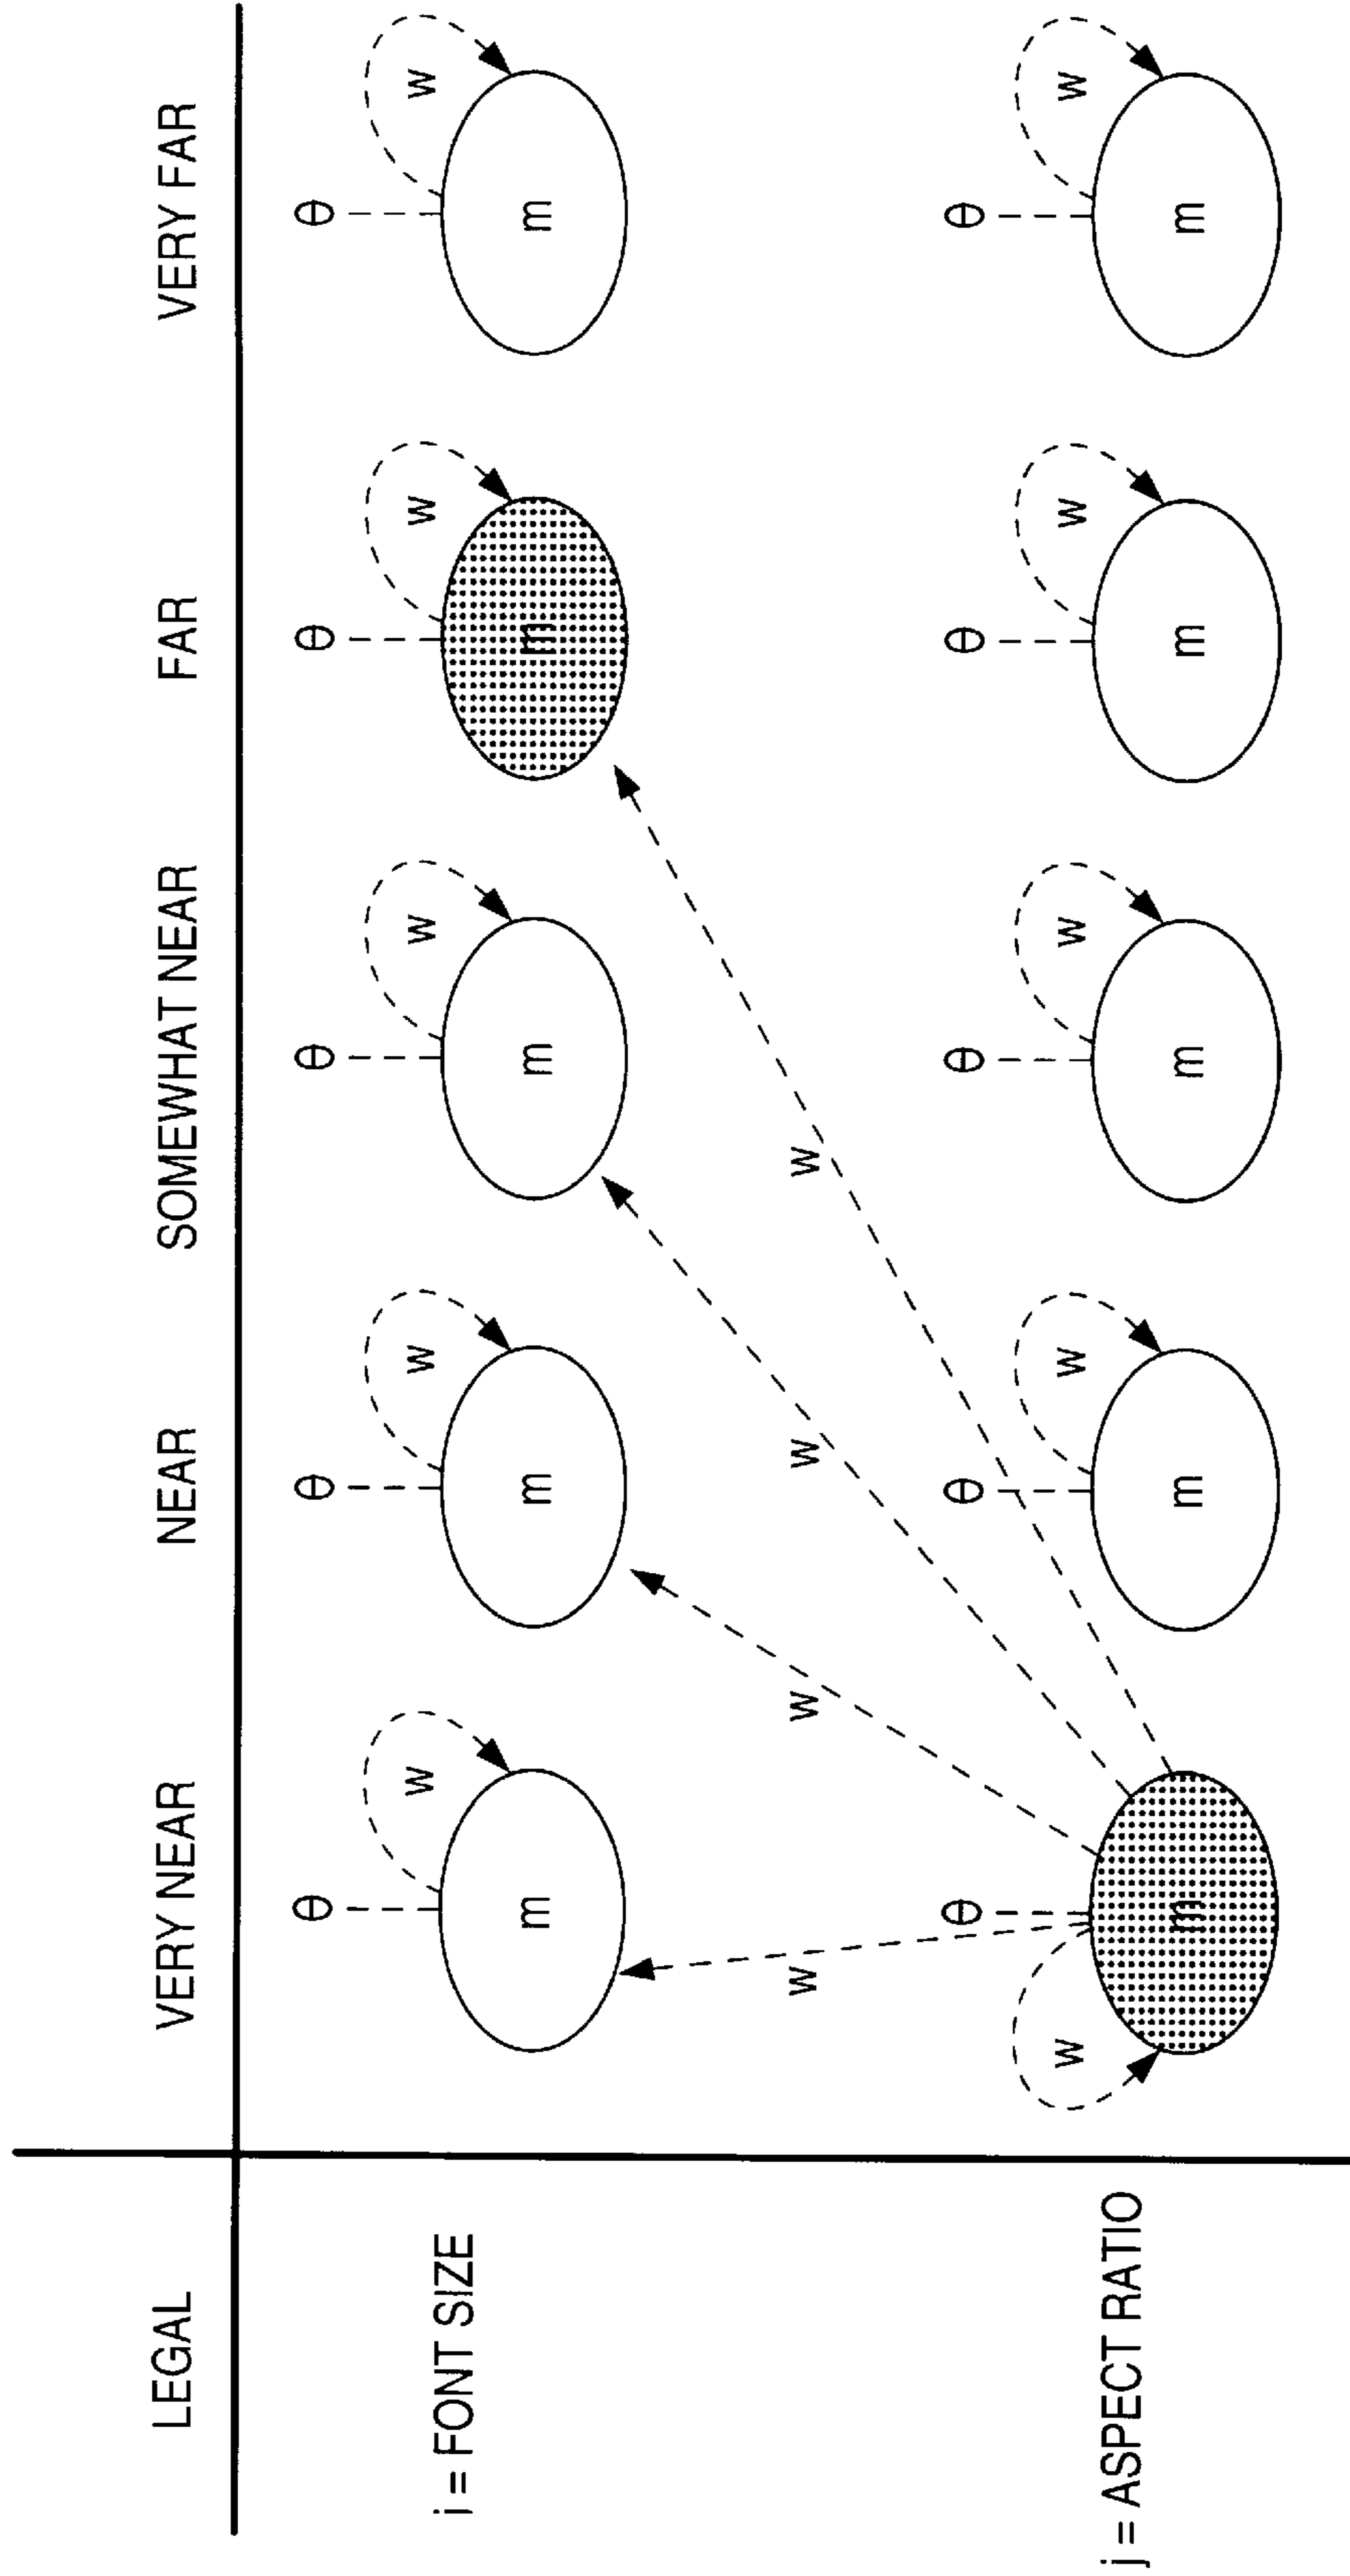 LEGAL VERY NEAR NEAR SOMEWHAT NEAR FAR VERY FAR
θ θ θ θ θ
w w w w w
i = FONT SIZE m m m m m
w w w w
θ θ θ θ θ
w w w w w
j = ASPECT RATIO m m m m m